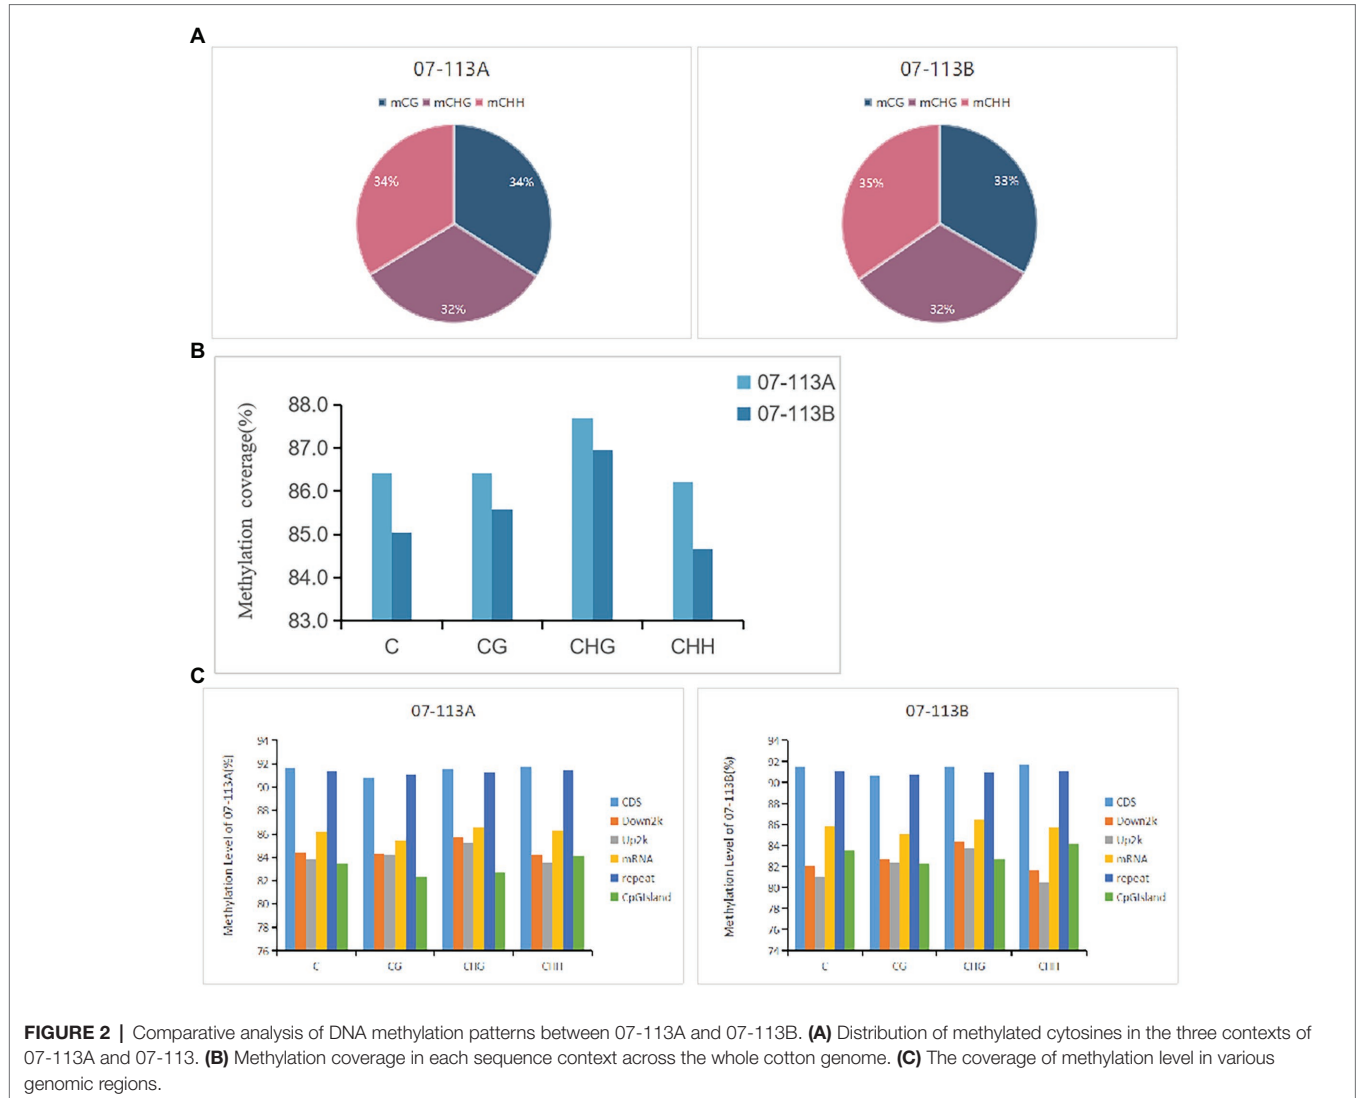 A
07-113A
mCG mCHG mCHH
34%
34%
32%
07-113B
mCG mCHG mCHH
35%
33%
32%
B
Methylation coverage(%)
88.0
87.0
86.0
85.0
84.0
83.0
C
CG
CHG
CHH
07-113A
07-113B
C
07-113A
Methylation Level of 07-113A(%)
94
92
90
88
86
84
82
80
78
76
C
CG
CHG
CHH
CDS
Down2k
Up2k
mRNA
repeat
CpGIsland
07-113B
Methylation Level of 07-113B(%)
94
92
90
88
86
84
82
80
78
76
74
C
CG
CHG
CHH
CDS
Down2k
Up2k
mRNA
repeat
CpGIsland
FIGURE 2 | Comparative analysis of DNA methylation patterns between 07-113A and 07-113B. (A) Distribution of methylated cytosines in the three contexts of
07-113A and 07-113. (B) Methylation coverage in each sequence context across the whole cotton genome. (C) The coverage of methylation level in various
genomic regions.